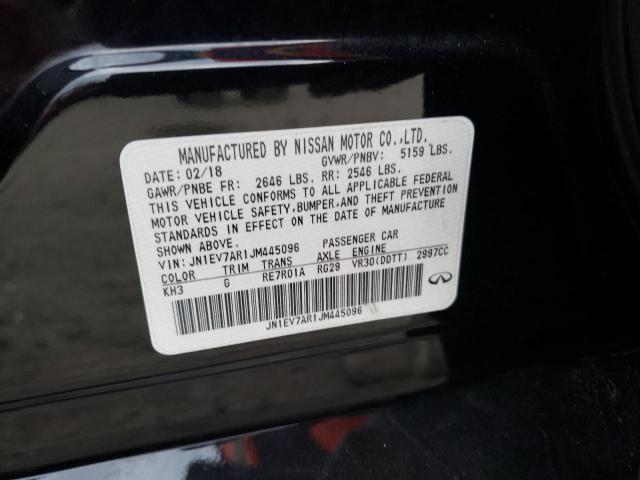 MANUFACTURED BY NISSAN MOTOR CO.,LTD.
DATE: 02/18 GVWR/PNBV: 5159 LBS.
GAWR/PNBE FR: 2646 LBS. RR: 2546 LBS.
THIS VEHICLE CONFORMS TO ALL APPLICABLE FEDERAL
MOTOR VEHICLE SAFETY,BUMPER,AND THEFT PREVENTION
STANDARDS IN EFFECT ON THE DATE OF MANUFACTURE
SHOWN ABOVE.
VIN: JN1EV7AR1JM445096 PASSENGER CAR
COLOR TRIM TRANS AXLE ENGINE
KH3 G RE7R01A RG29 VR30(DDTT) 2997CC
JN1EV7AR1JM445096